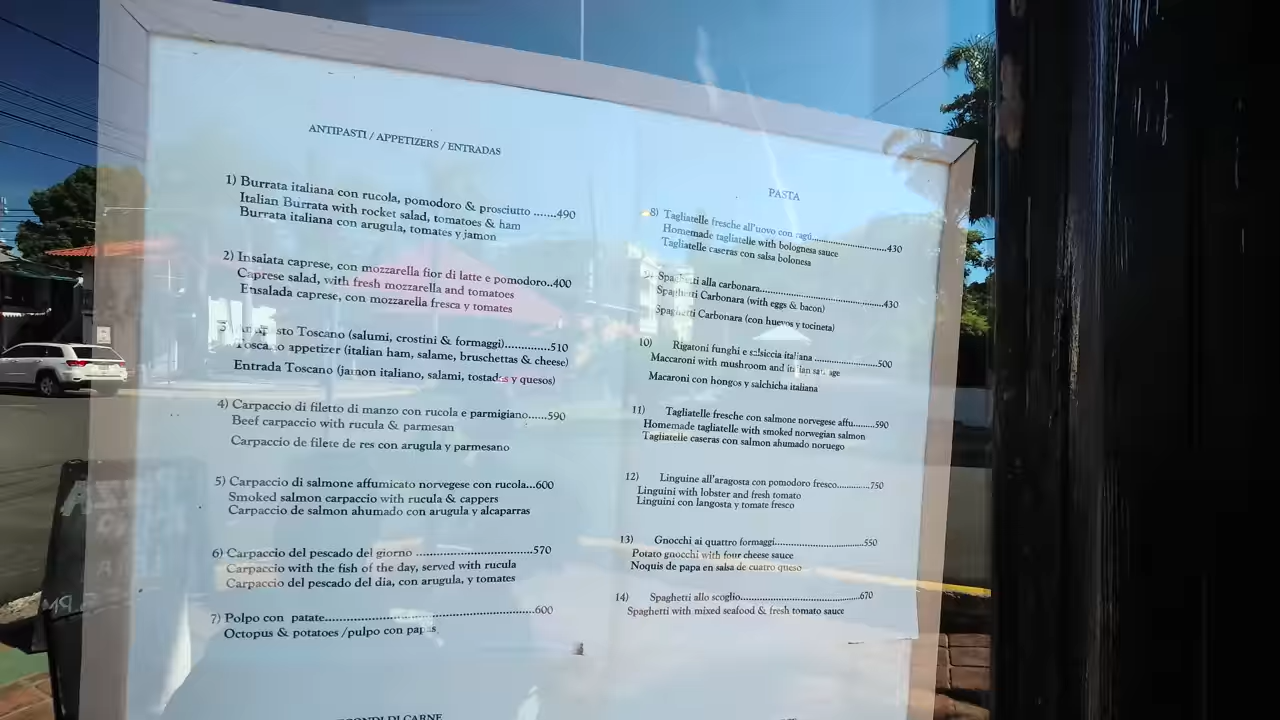 ANTIPASTI / APPETIZERS / ENTRADAS
1) Burrata italiana con rucola, pomodoro & prosciutto .......490
Italian Burrata with rocket salad, tomatoes & ham
Burrata italiana con arugula, tomates y jamon
2) Insalata caprese, con mozzarella fior di latte e pomodoro..400
Caprese salad, with fresh mozzarella and tomatoes
Ensalada caprese, con mozzarella fresca y tomates
3) Antipasto Toscano (salumi, crostini & formaggi)............510
Toscano appetizer (italian ham, salame, bruschettas & cheese)
Entrada Toscano (jamon italiano, salami, tostadas y quesos)
4) Carpaccio di filetto di manzo con rucola e parmigiano......590
Beef carpaccio with rucula & parmesan
Carpaccio de filete de res con arugula y parmesano
5) Carpaccio di salmone affumicato norvegese con rucola...600
Smoked salmon carpaccio with rucula & cappers
Carpaccio de salmon ahumado con arugula y alcaparras
6) Carpaccio del pescado del giorno ...................................570
Carpaccio with the fish of the day, served with rucula
Carpaccio del pescado del dia, con arugula, y tomates
7) Polpo con patate...............................................................600
Octopus & potatoes /pulpo con papas
PASTA
8) Tagliatelle fresche all'uovo con ragú.........................430
Homemade tagliatelle with bolognesa sauce
Tagliatelle caseras con salsa bolonesa
9) Spaghetti alla carbonara..........................................430
Spaghetti Carbonara (with eggs & bacon)
Spaghetti Carbonara (con huevos y tocineta)
10) Rigatoni funghi e salsiccia italiana .......................500
Maccaroni with mushroom and italian sausage
Macaroni con hongos y salchicha italiana
11) Tagliatelle fresche con salmone norvegese affu.........590
Homemade tagliatelle with smoked norwegian salmon
Tagliatelle caseras con salmon ahumado noruego
12) Linguine all'aragosta con pomodoro fresco............750
Linguini with lobster and fresh tomato
Linguini con langosta y tomate fresco
13) Gnocchi ai quattro formaggi................................550
Potato gnocchi with four cheese sauce
Noquis de papa en salsa de cuatro queso
14) Spaghetti allo scoglio...........................................670
Spaghetti with mixed seafood & fresh tomato sauce
DI CARNE